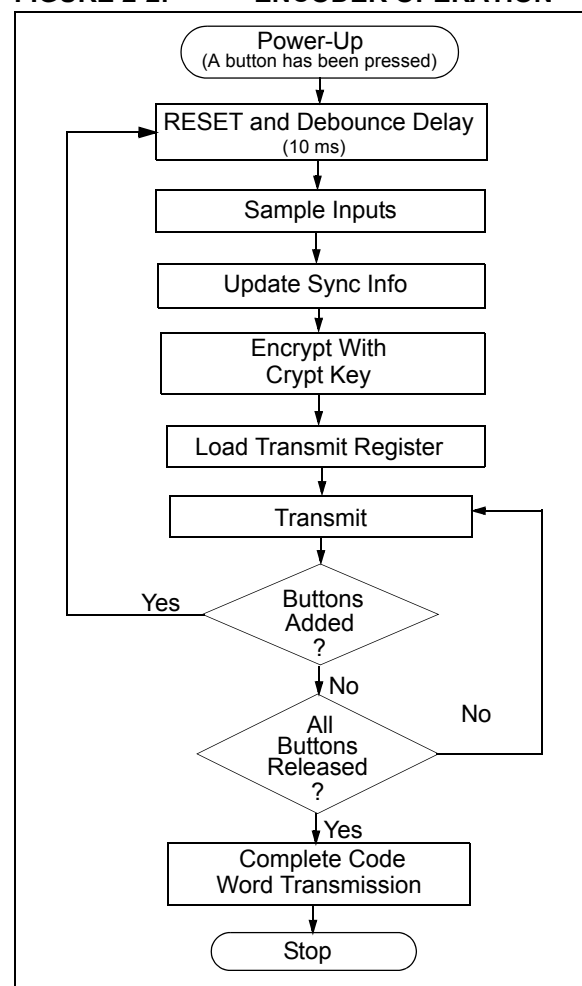 ENCODER OPERATION
Power-Up
(A button has been pressed)
RESET and Debounce Delay
(10 ms)
Sample Inputs
Update Sync Info
Encrypt With
Crypt Key
Load Transmit Register
Transmit
Yes
Buttons
Added
?
No
No
All
Buttons
Released
?
Yes
Complete Code
Word Transmission
Stop